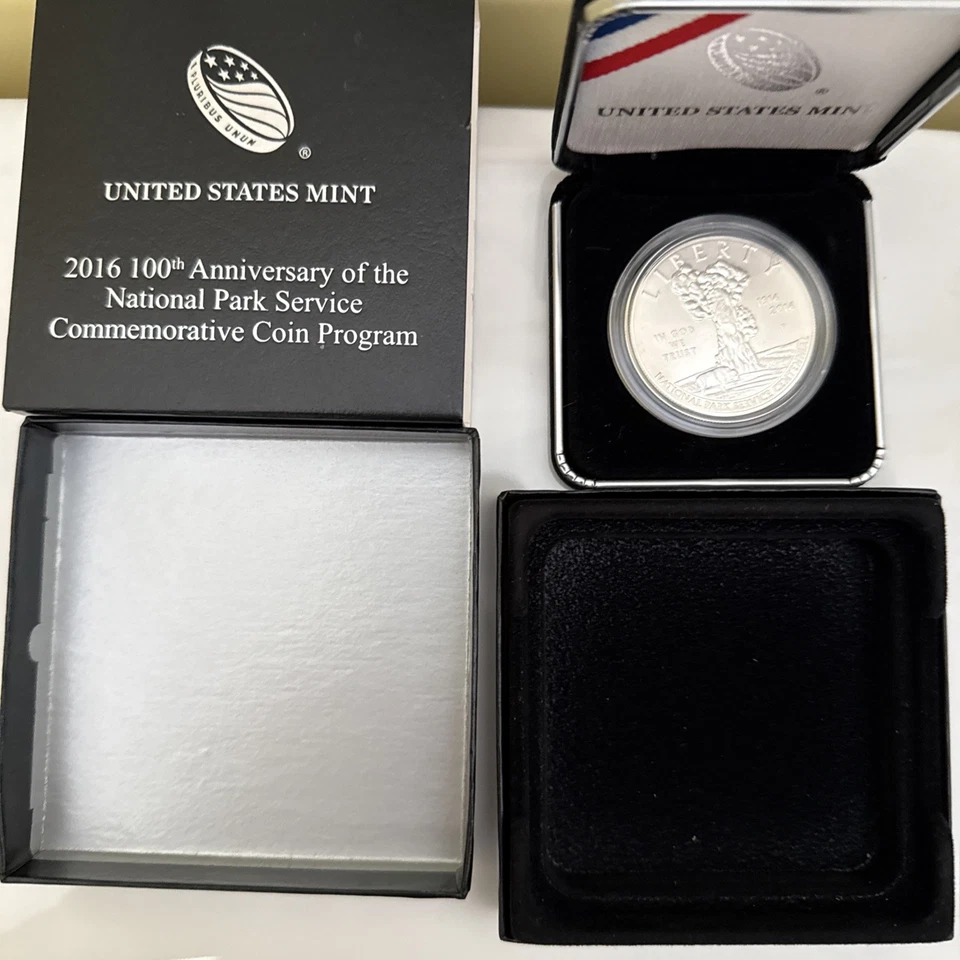 E PLURIBUS UNUM
®
UNITED STATES MINT
2016 100th Anniversary of the
National Park Service
Commemorative Coin Program
®
UNITED STATES MINT
LIBERTY
1916
2016
IN GOD
WE
TRUST
NATIONAL PARK SERVICE CENTENNIAL